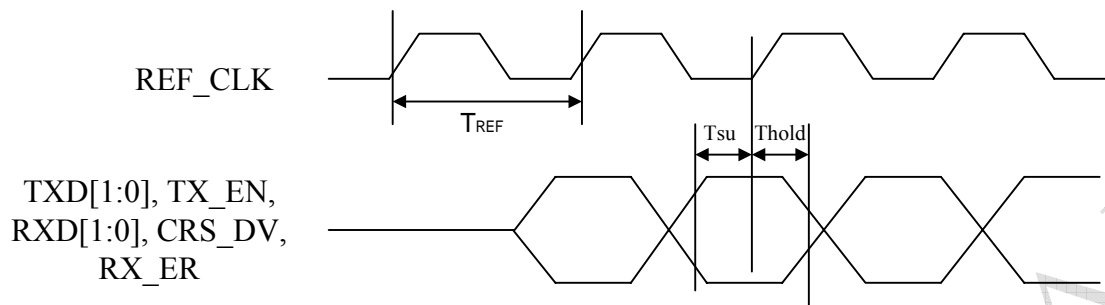 REF_CLK
TREF
Tsu
Thold
TXD[1:0], TX_EN,
RXD[1:0], CRS_DV,
RX_ER